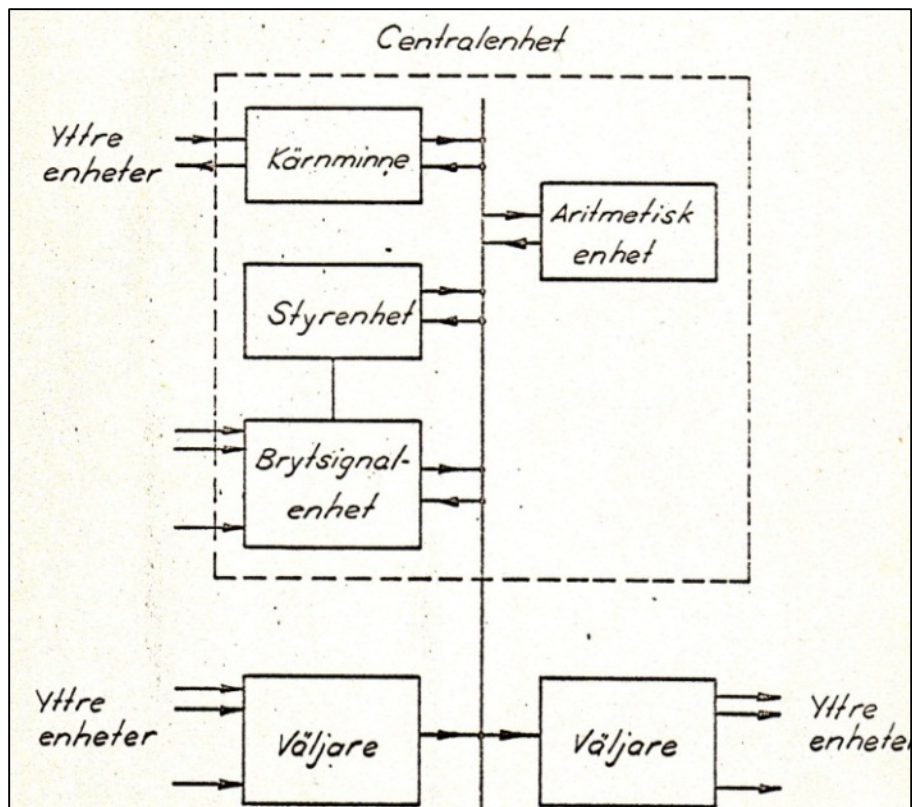 Centralenhet
Yttre
enheter
Kärnminne
Aritmetisk
enhet
Styrenhet
Brytsignal-
enhet
Yttre
enheter
Väljare
Väljare
Yttre
enheter